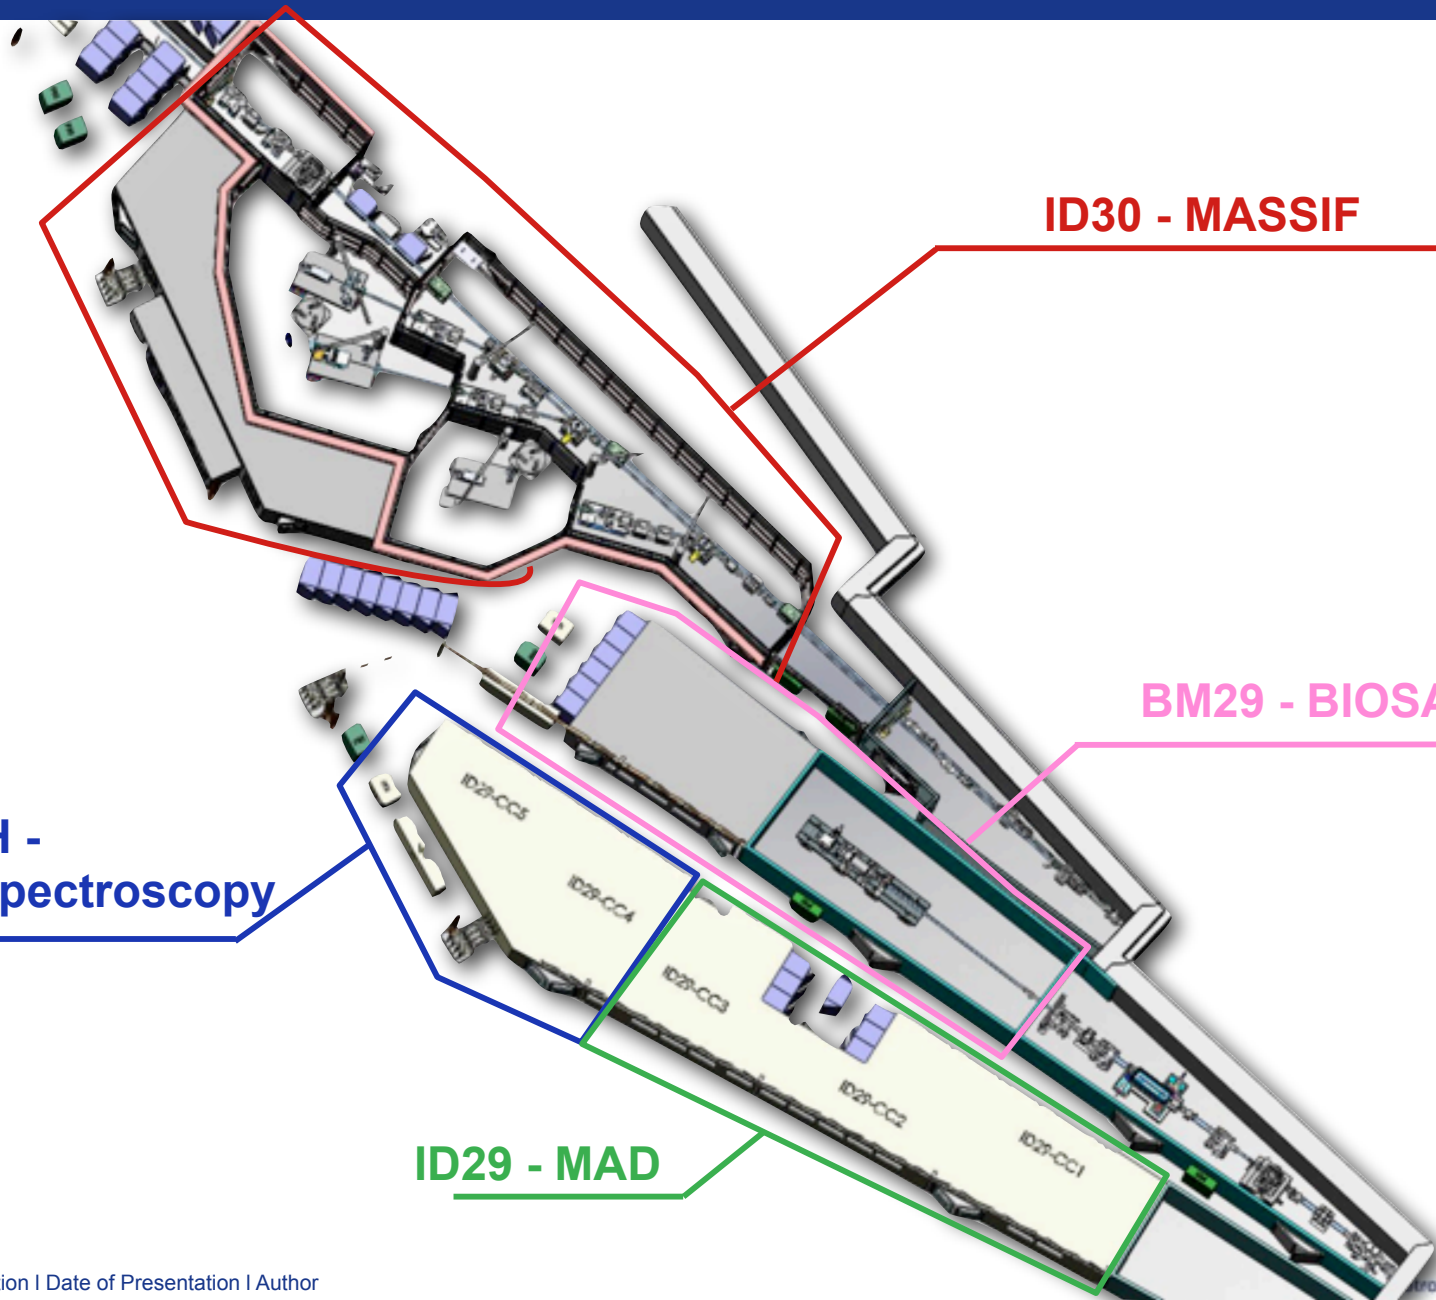 ID30 - MASSIF
BM29 - BIOSA
H -
pectroscopy
ID29-CC5
ID29-CC4
ID29-CC3
ID29-CC2
ID29-CC1
ID29 - MAD
tion l Date of Presentation l Author